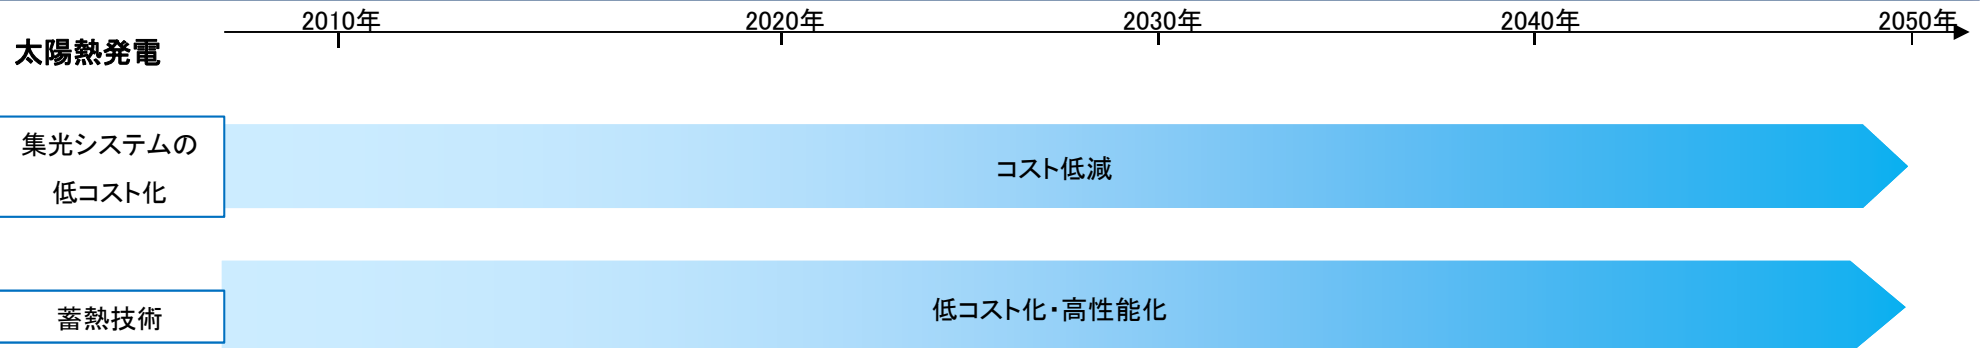 2010年 2020年 2030年 2040年 2050年
太陽熱発電
集光システムの
低コスト化
コスト低減
蓄熱技術
低コスト化・高性能化